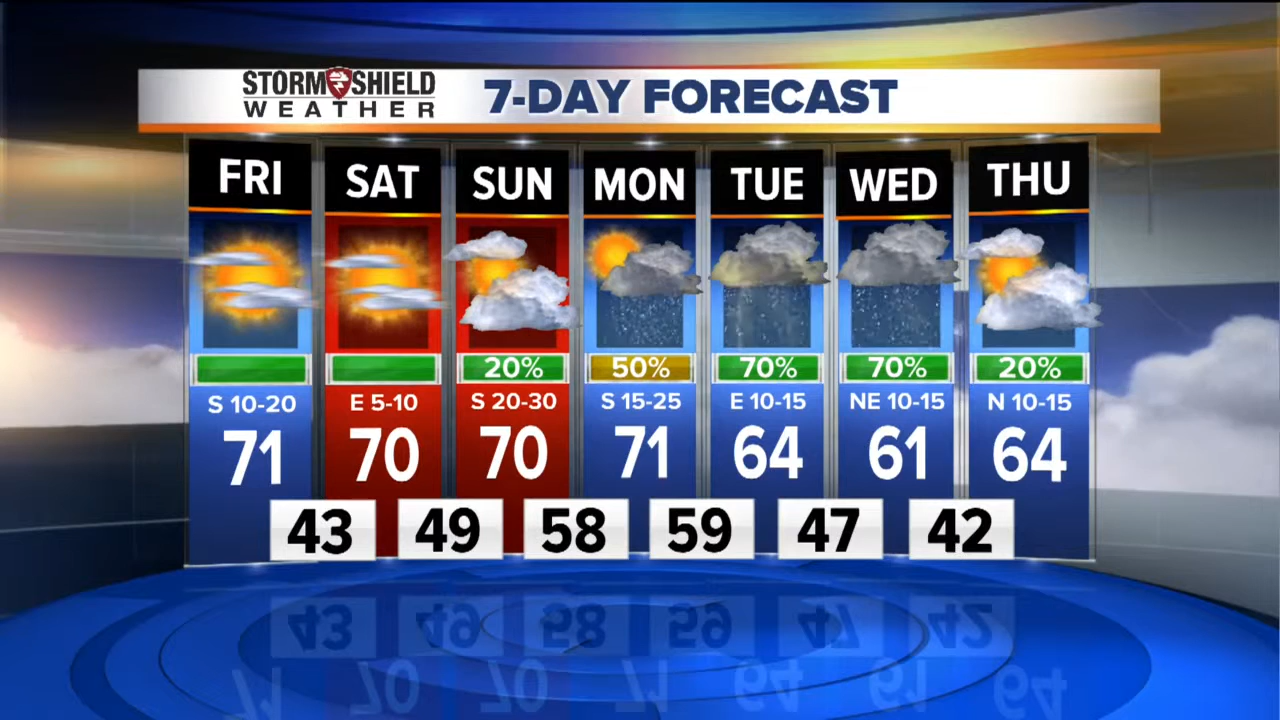 STORM SHIELD
WEATHER
7-DAY FORECAST
FRI SAT SUN MON TUE WED THU
20% 50% 70% 70% 20%
S 10-20 E 5-10 S 20-30 S 15-25 E 10-15 NE 10-15 N 10-15
71 70 70 71 64 61 64
43 49 58 59 47 42